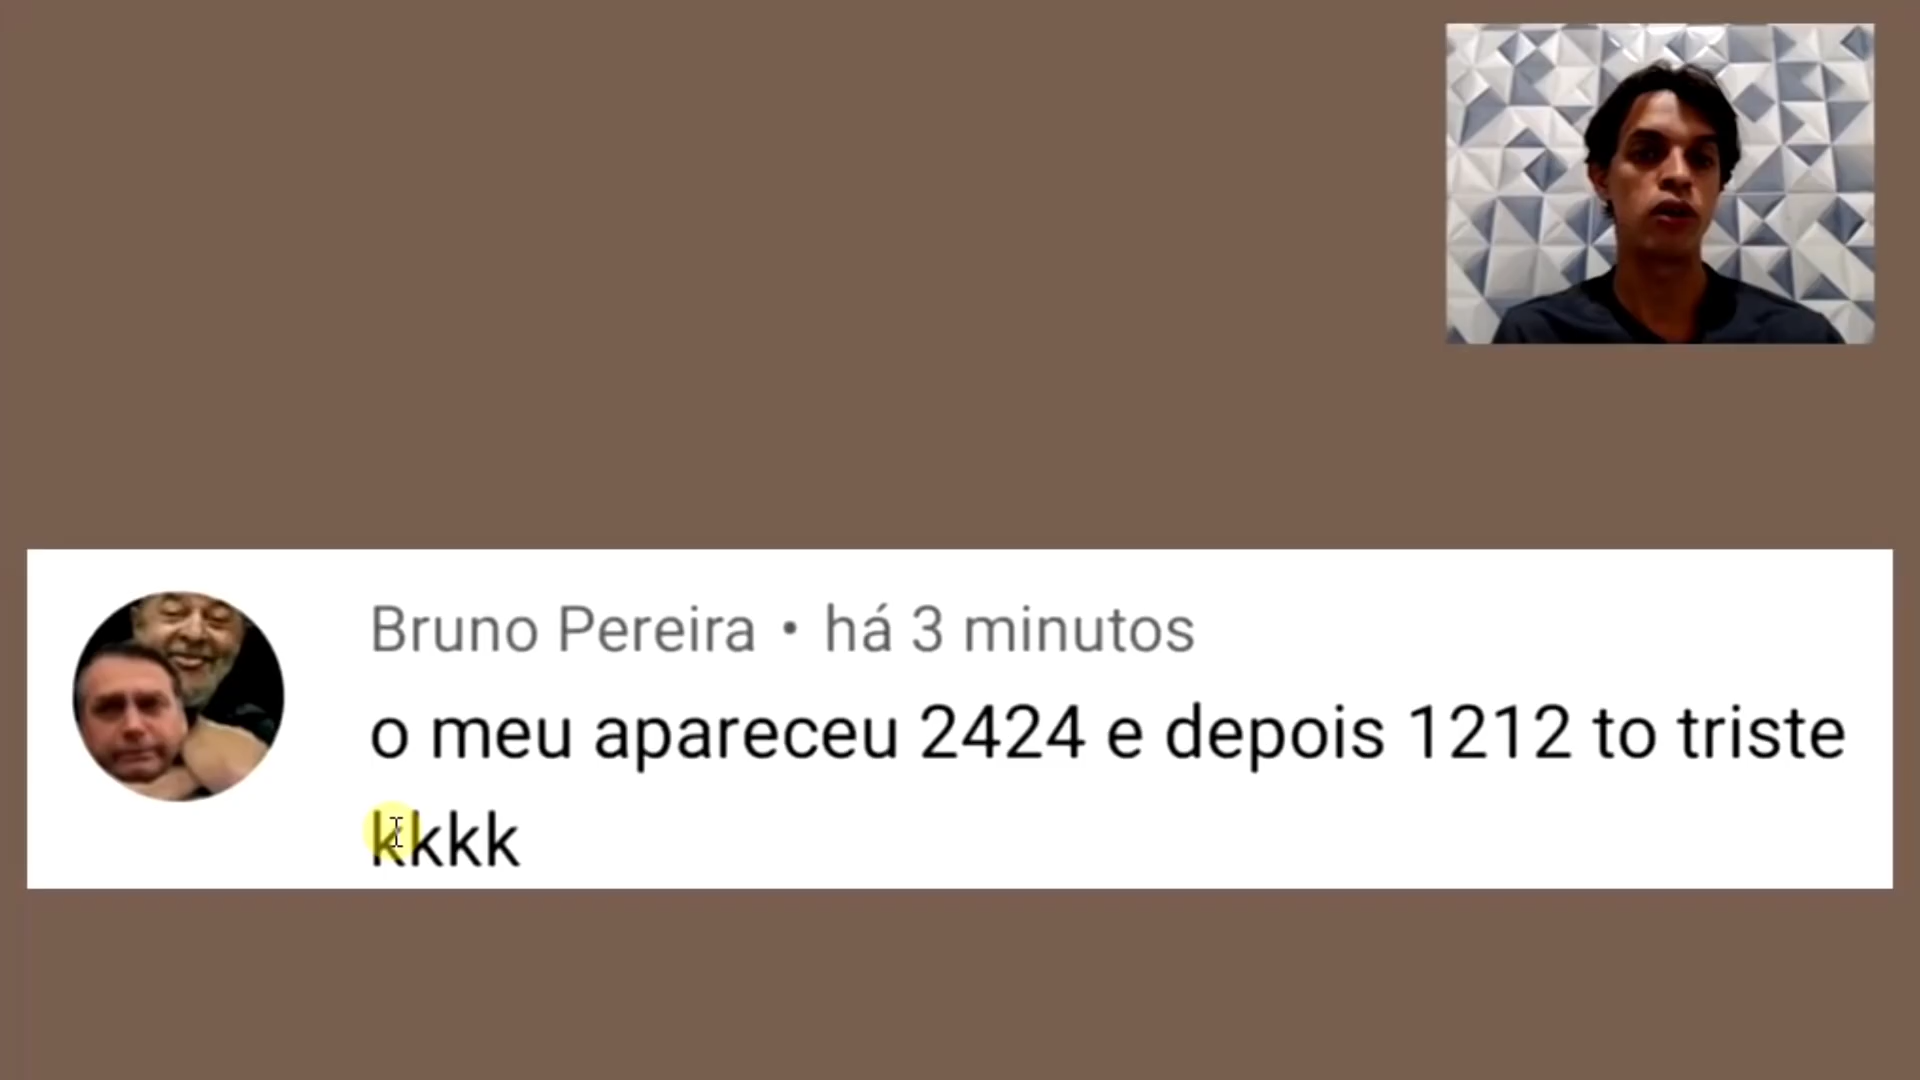 Bruno Pereira • há 3 minutos
o meu apareceu 2424 e depois 1212 to triste
kkkk